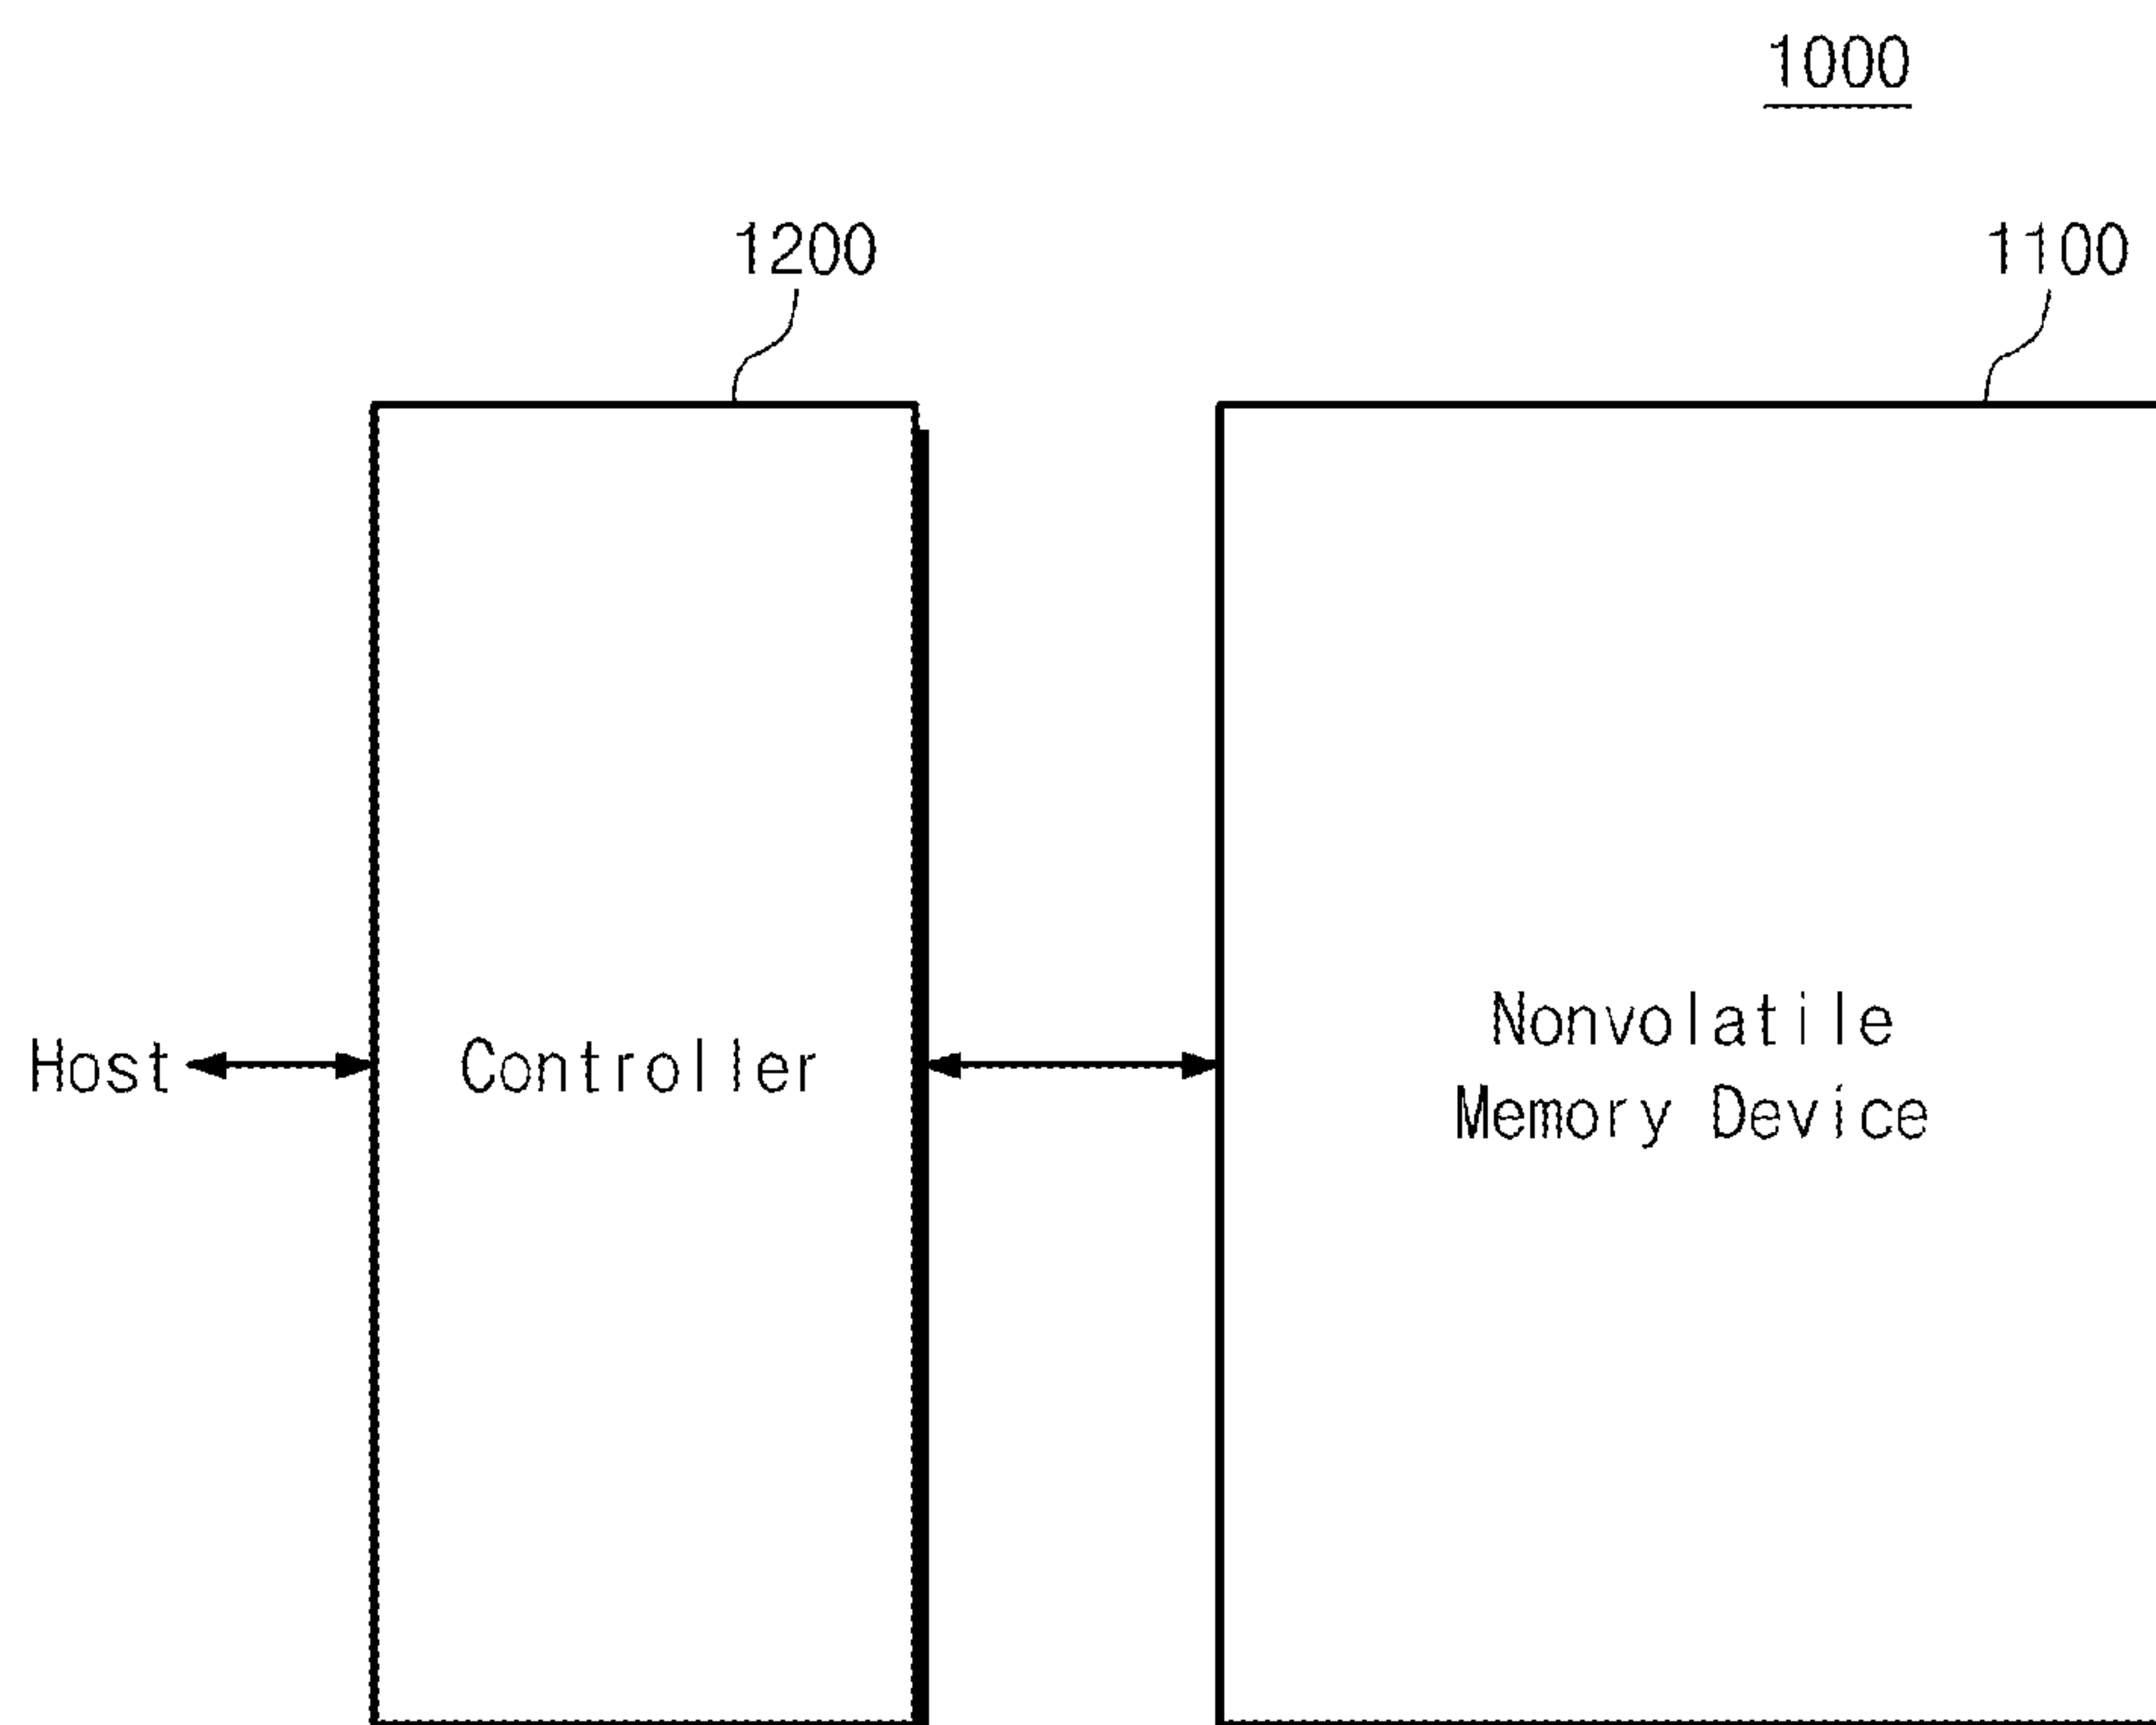 1000
1200
1100
Host
Controller
Nonvolatile
Memory Device